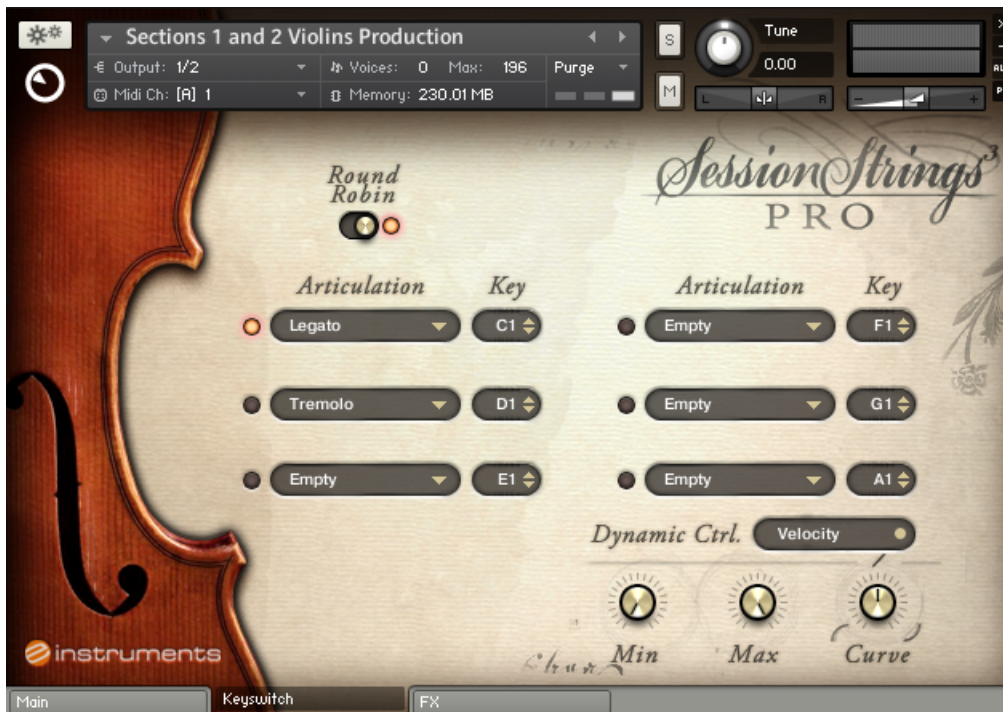 Sections 1 and 2 Violins Production
Output: 1/2
Voices: 0 Max: 196
Purge
Midi Ch: [A] 1
Memory: 230.01 MB
S
M
Tune
0.00
L
R
-
+
Session Strings 3
PRO
Round
Robin
Articulation Key
Articulation Key
Legato C1
Empty F1
Tremolo D1
Empty G1
Empty E1
Empty A1
Dynamic Ctrl. Velocity
Min Max Curve
e instruments
Main Keyswitch FX